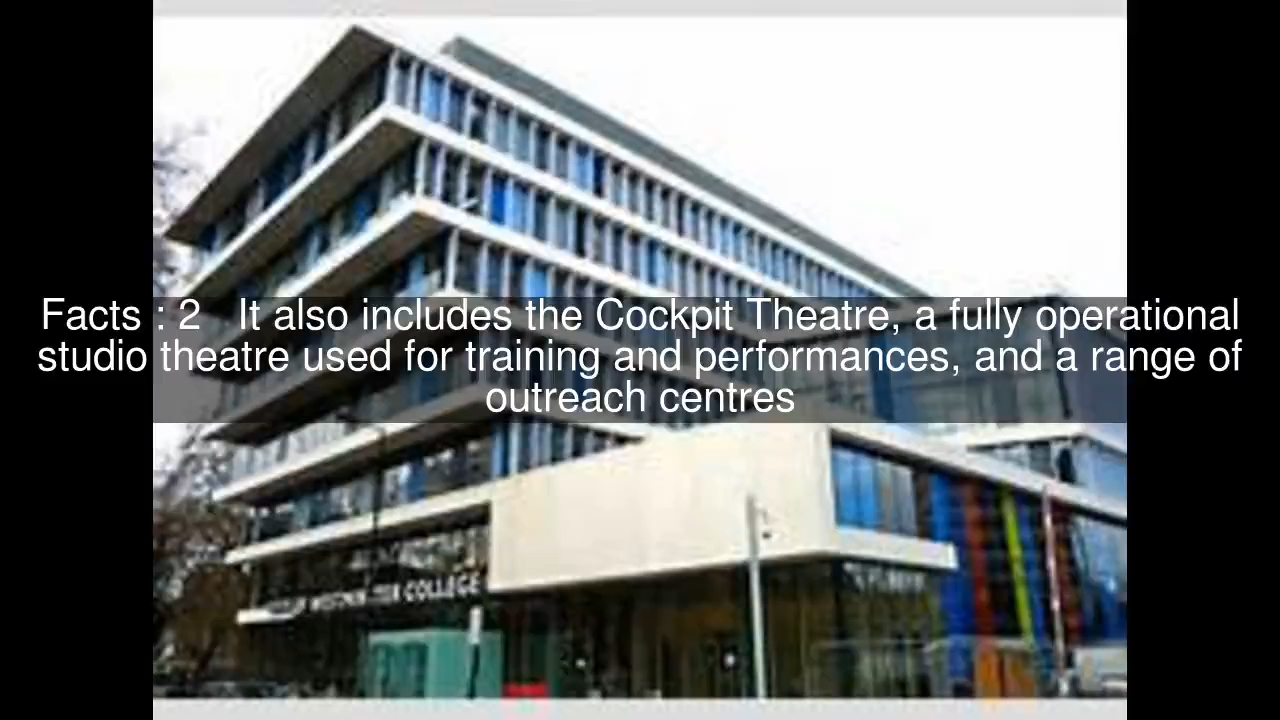 Facts : 2 It also includes the Cockpit Theatre, a fully operational
studio theatre used for training and performances, and a range of
outreach centres
COLLEGE